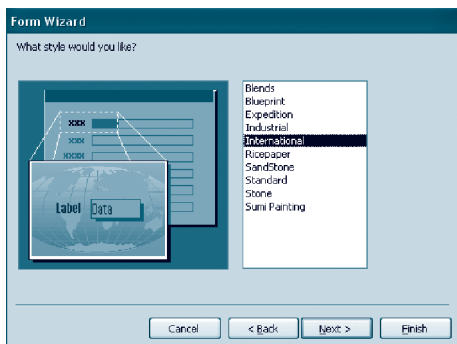 Form Wizard
What style would you like?
xxx
xxx
xxxx
Label Data
Blends
Blueprint
Expedition
Industrial
International
Ricepaper
SandStone
Standard
Stone
Sumi Painting
Cancel < Back Next > Finish